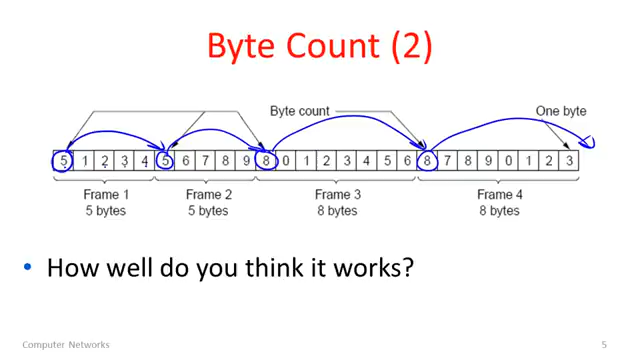 Byte Count (2)
Byte count One byte
5 1 2 3 4 5 6 7 8 9 8 0 1 2 3 4 5 6 8 7 8 9 0 1 2 3
Frame 1 Frame 2 Frame 3 Frame 4
5 bytes 5 bytes 8 bytes 8 bytes
• How well do you think it works?
Computer Networks 5